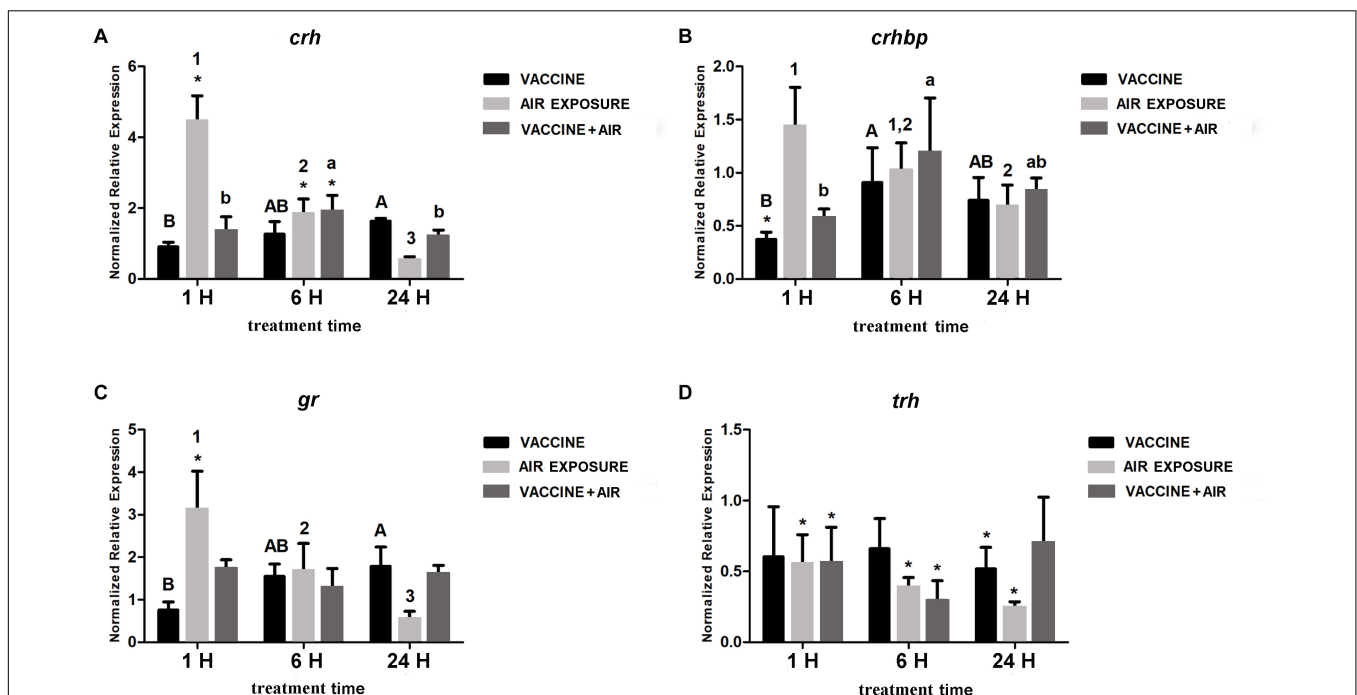 A
crh
Normalized Relative Expression
6
4
2
0
B
1
*
b
AB
2
*
a
*
A
3
b
1 H
6 H
24 H
treatment time
VACCINE
AIR EXPOSURE
VACCINE + AIR
B
crhbp
Normalized Relative Expression
2.0
1.5
1.0
0.5
0.0
B
*
1
b
A
1,2
a
AB
2
ab
1 H
6 H
24 H
treatment time
VACCINE
AIR EXPOSURE
VACCINE + AIR
C
gr
Normalized Relative Expression
5
4
3
2
1
0
B
1
*
AB
2
A
3
1 H
6 H
24 H
treatment time
VACCINE
AIR EXPOSURE
VACCINE + AIR
D
trh
Normalized Relative Expression
1.5
1.0
0.5
0.0
*
*
*
*
*
*
1 H
6 H
24 H
treatment time
VACCINE
AIR EXPOSURE
VACCINE + AIR